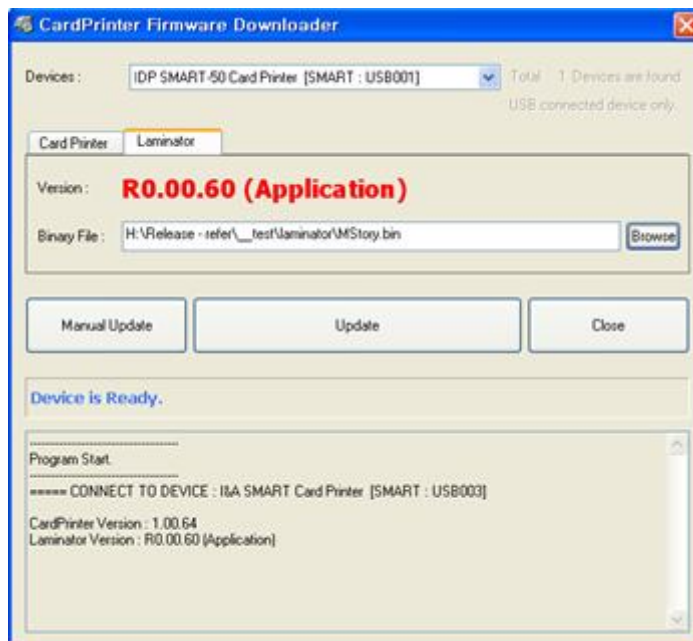 CardPrinter Firmware Downloader
Devices : IDP SMART-50 Card Printer [SMART : USB001] Total 1 Devices are found
USB connected device only.
Card Printer Laminator
Version : R0.00.60 (Application)
Binary File : H:\Release - refer\__test\laminator\MStory.bin Browse
Manual Update Update Close
Device is Ready.
Program Start.
===== CONNECT TO DEVICE : I&A SMART Card Printer [SMART : USB003]
CardPrinter Version : 1.00.64
Laminator Version : R0.00.60 (Application)